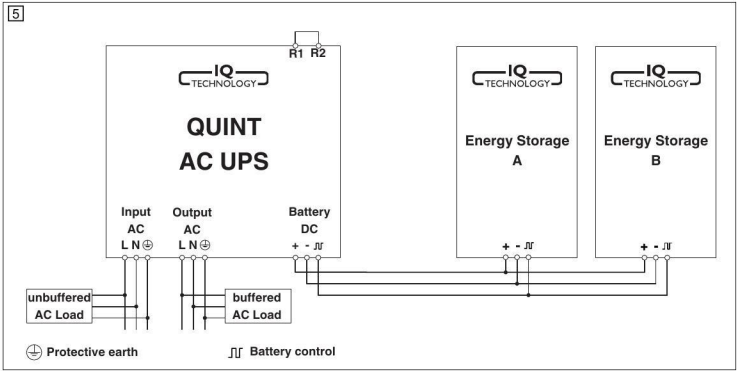 5
R1 R2
IQ
TECHNOLOGY
QUINT
AC UPS
Input
AC
L N
Output
AC
L N
Battery
DC
+ -
IQ
TECHNOLOGY
Energy Storage
A
+ -
IQ
TECHNOLOGY
Energy Storage
B
+ -
unbuffered
AC Load
buffered
AC Load
Protective earth
Battery control